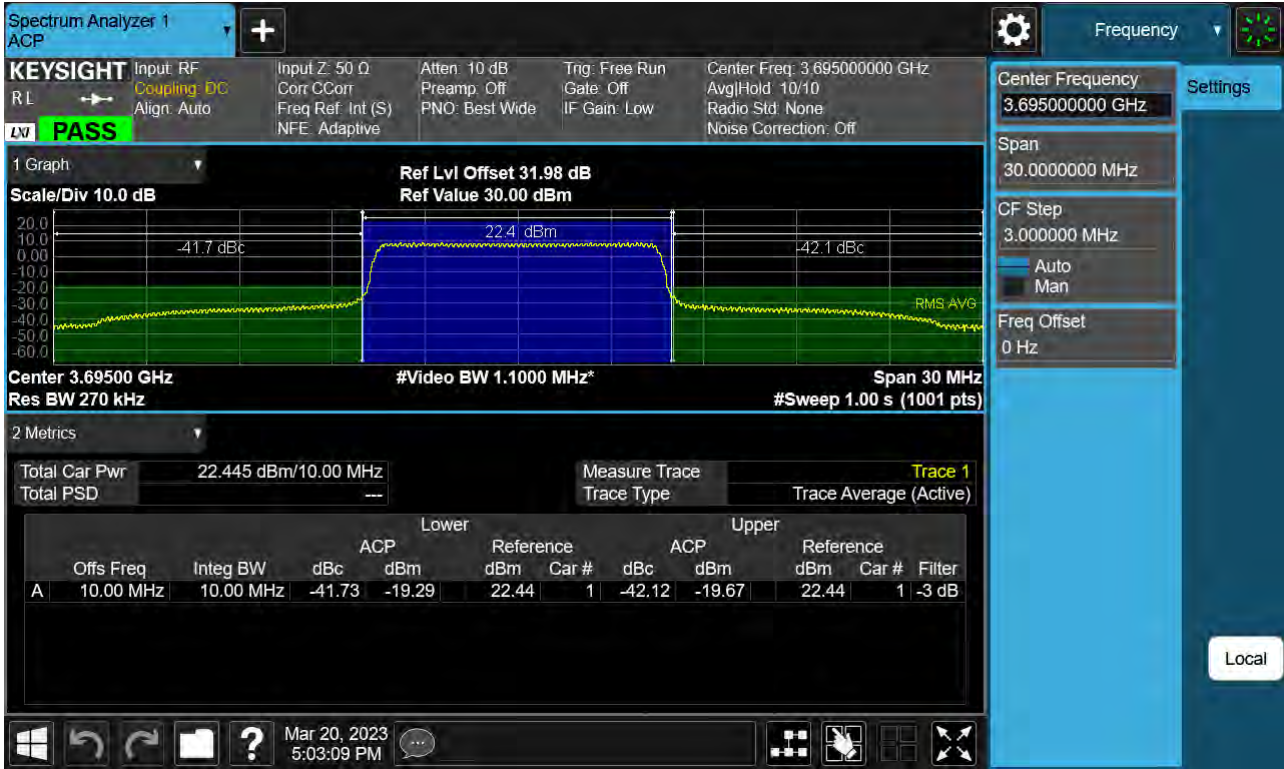 Spectrum Analyzer 1
ACP
+
Frequency
KEYSIGHT
R L
LXI
PASS
Input: RF
Coupling: DC
Align: Auto
Input Z: 50 Ω
Corr CCorr
Freq Ref: Int (S)
NFE: Adaptive
Atten: 10 dB
Preamp: Off
PNO: Best Wide
Trig: Free Run
Gate: Off
IF Gain: Low
Center Freq: 3.695000000 GHz
Avg|Hold: 10/10
Radio Std: None
Noise Correction: Off
Center Frequency
3.695000000 GHz
Settings
Span
30.0000000 MHz
CF Step
3.000000 MHz
Auto
Man
Freq Offset
0 Hz
1 Graph
Scale/Div 10.0 dB
Ref Lvl Offset 31.98 dB
Ref Value 30.00 dBm
20.0
10.0
0.00
-10.0
-20.0
-30.0
-40.0
-50.0
-60.0
-41.7 dBc
22.4 dBm
-42.1 dBc
RMS AVG
Center 3.69500 GHz
#Video BW 1.1000 MHz*
Span 30 MHz
Res BW 270 kHz
#Sweep 1.00 s (1001 pts)
2 Metrics
Total Car Pwr 22.445 dBm/10.00 MHz
Total PSD ---
Measure Trace Trace 1
Trace Type Trace Average (Active)
Lower Upper
ACP Reference ACP Reference
Offs Freq Integ BW dBc dBm dBm Car # dBc dBm dBm Car # Filter
A 10.00 MHz 10.00 MHz -41.73 -19.29 22.44 1 -42.12 -19.67 22.44 1 -3 dB
Local
?
Mar 20, 2023
5:03:09 PM